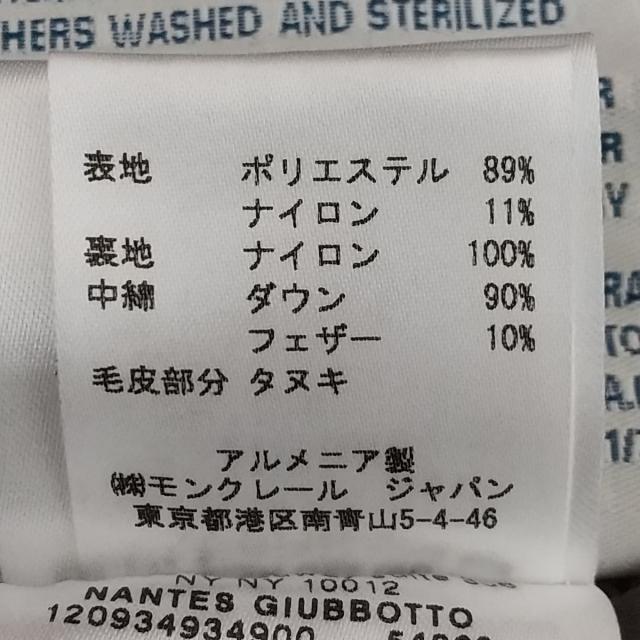 HERS WASHED AND STERILIZED
表地 ポリエステル 89%
ナイロン 11%
裏地 ナイロン 100%
中綿 ダウン 90%
フェザー 10%
毛皮部分 タヌキ
アルメニア製
㈱モンクレール ジャパン
東京都港区南青山5-4-46
NY NY 10012
NANTES GIUBBOTTO
120934934900